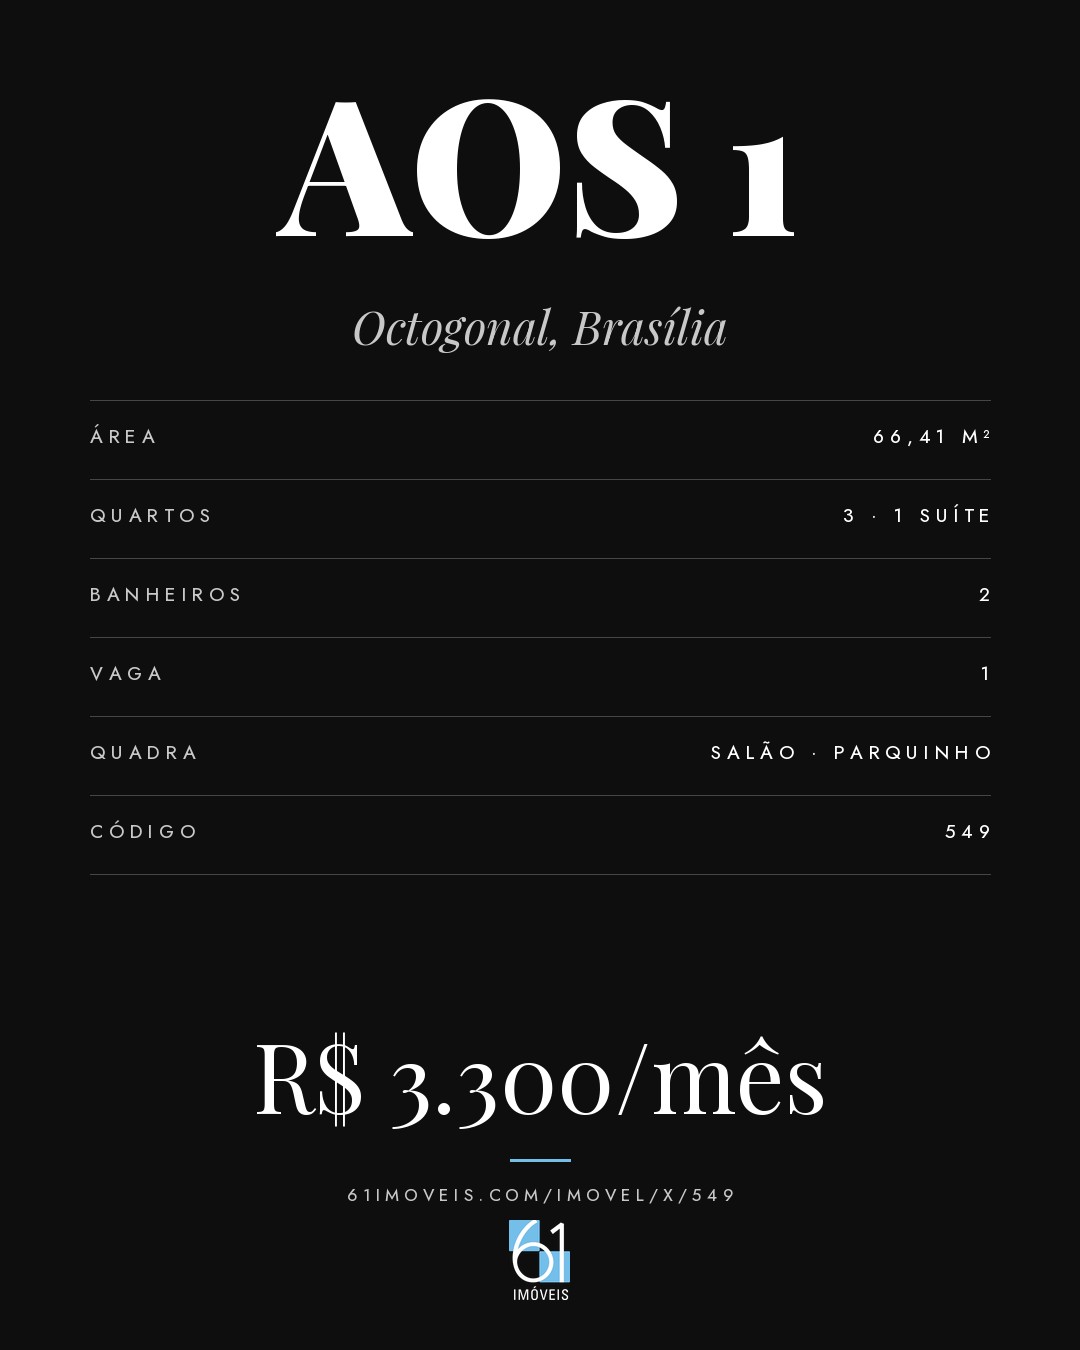 AOS 1
Octogonal, Brasília
ÁREA 66,41 M²
QUARTOS 3 · 1 SUÍTE
BANHEIROS 2
VAGA 1
QUADRA SALÃO · PARQUINHO
CÓDIGO 549
R$ 3.300/mês
61IMOVEIS.COM/IMOVEL/X/549
61
IMÓVEIS